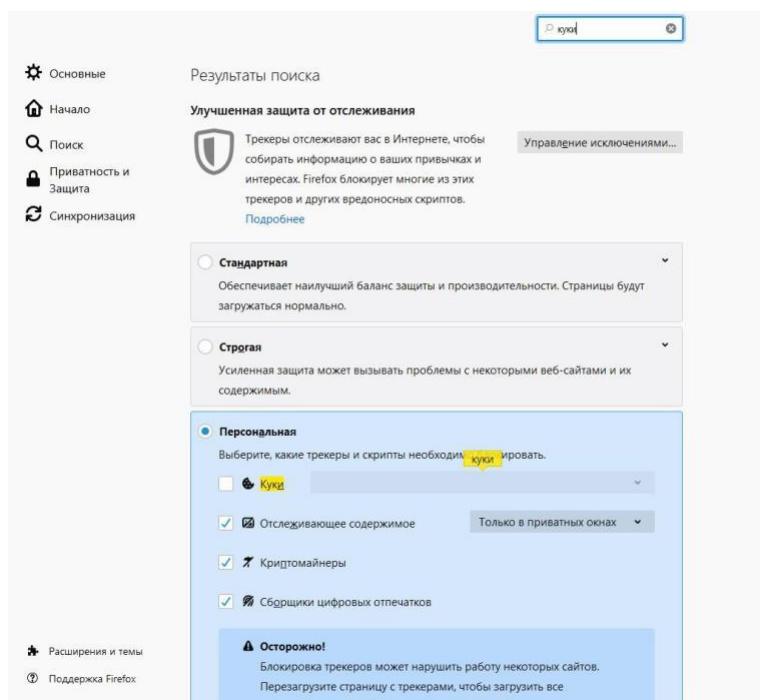 куки
Основные
Начало
Поиск
Приватность и
Защита
Синхронизация
Расширения и темы
Поддержка Firefox
Результаты поиска
Улучшенная защита от отслеживания
Трекеры отслеживают вас в Интернете, чтобы
собирать информацию о ваших привычках и
интересах. Firefox блокирует многие из этих
трекеров и других вредоносных скриптов.
Подробнее
Управление исключениями...
Стандартная
Обеспечивает наилучший баланс защиты и производительности. Страницы будут
загружаться нормально.
Строгая
Усиленная защита может вызывать проблемы с некоторыми веб-сайтами и их
содержимым.
Персональная
Выберите, какие трекеры и скрипты
куки
Куки
Отслеживающее содержимое
Только в приватных окнах
Криптомайнеры
Сборщики цифровых отпечатков
Осторожно!
Блокировка трекеров может нарушить работу некоторых сайтов.
Перезагрузите страницу с трекерами, чтобы загрузить все